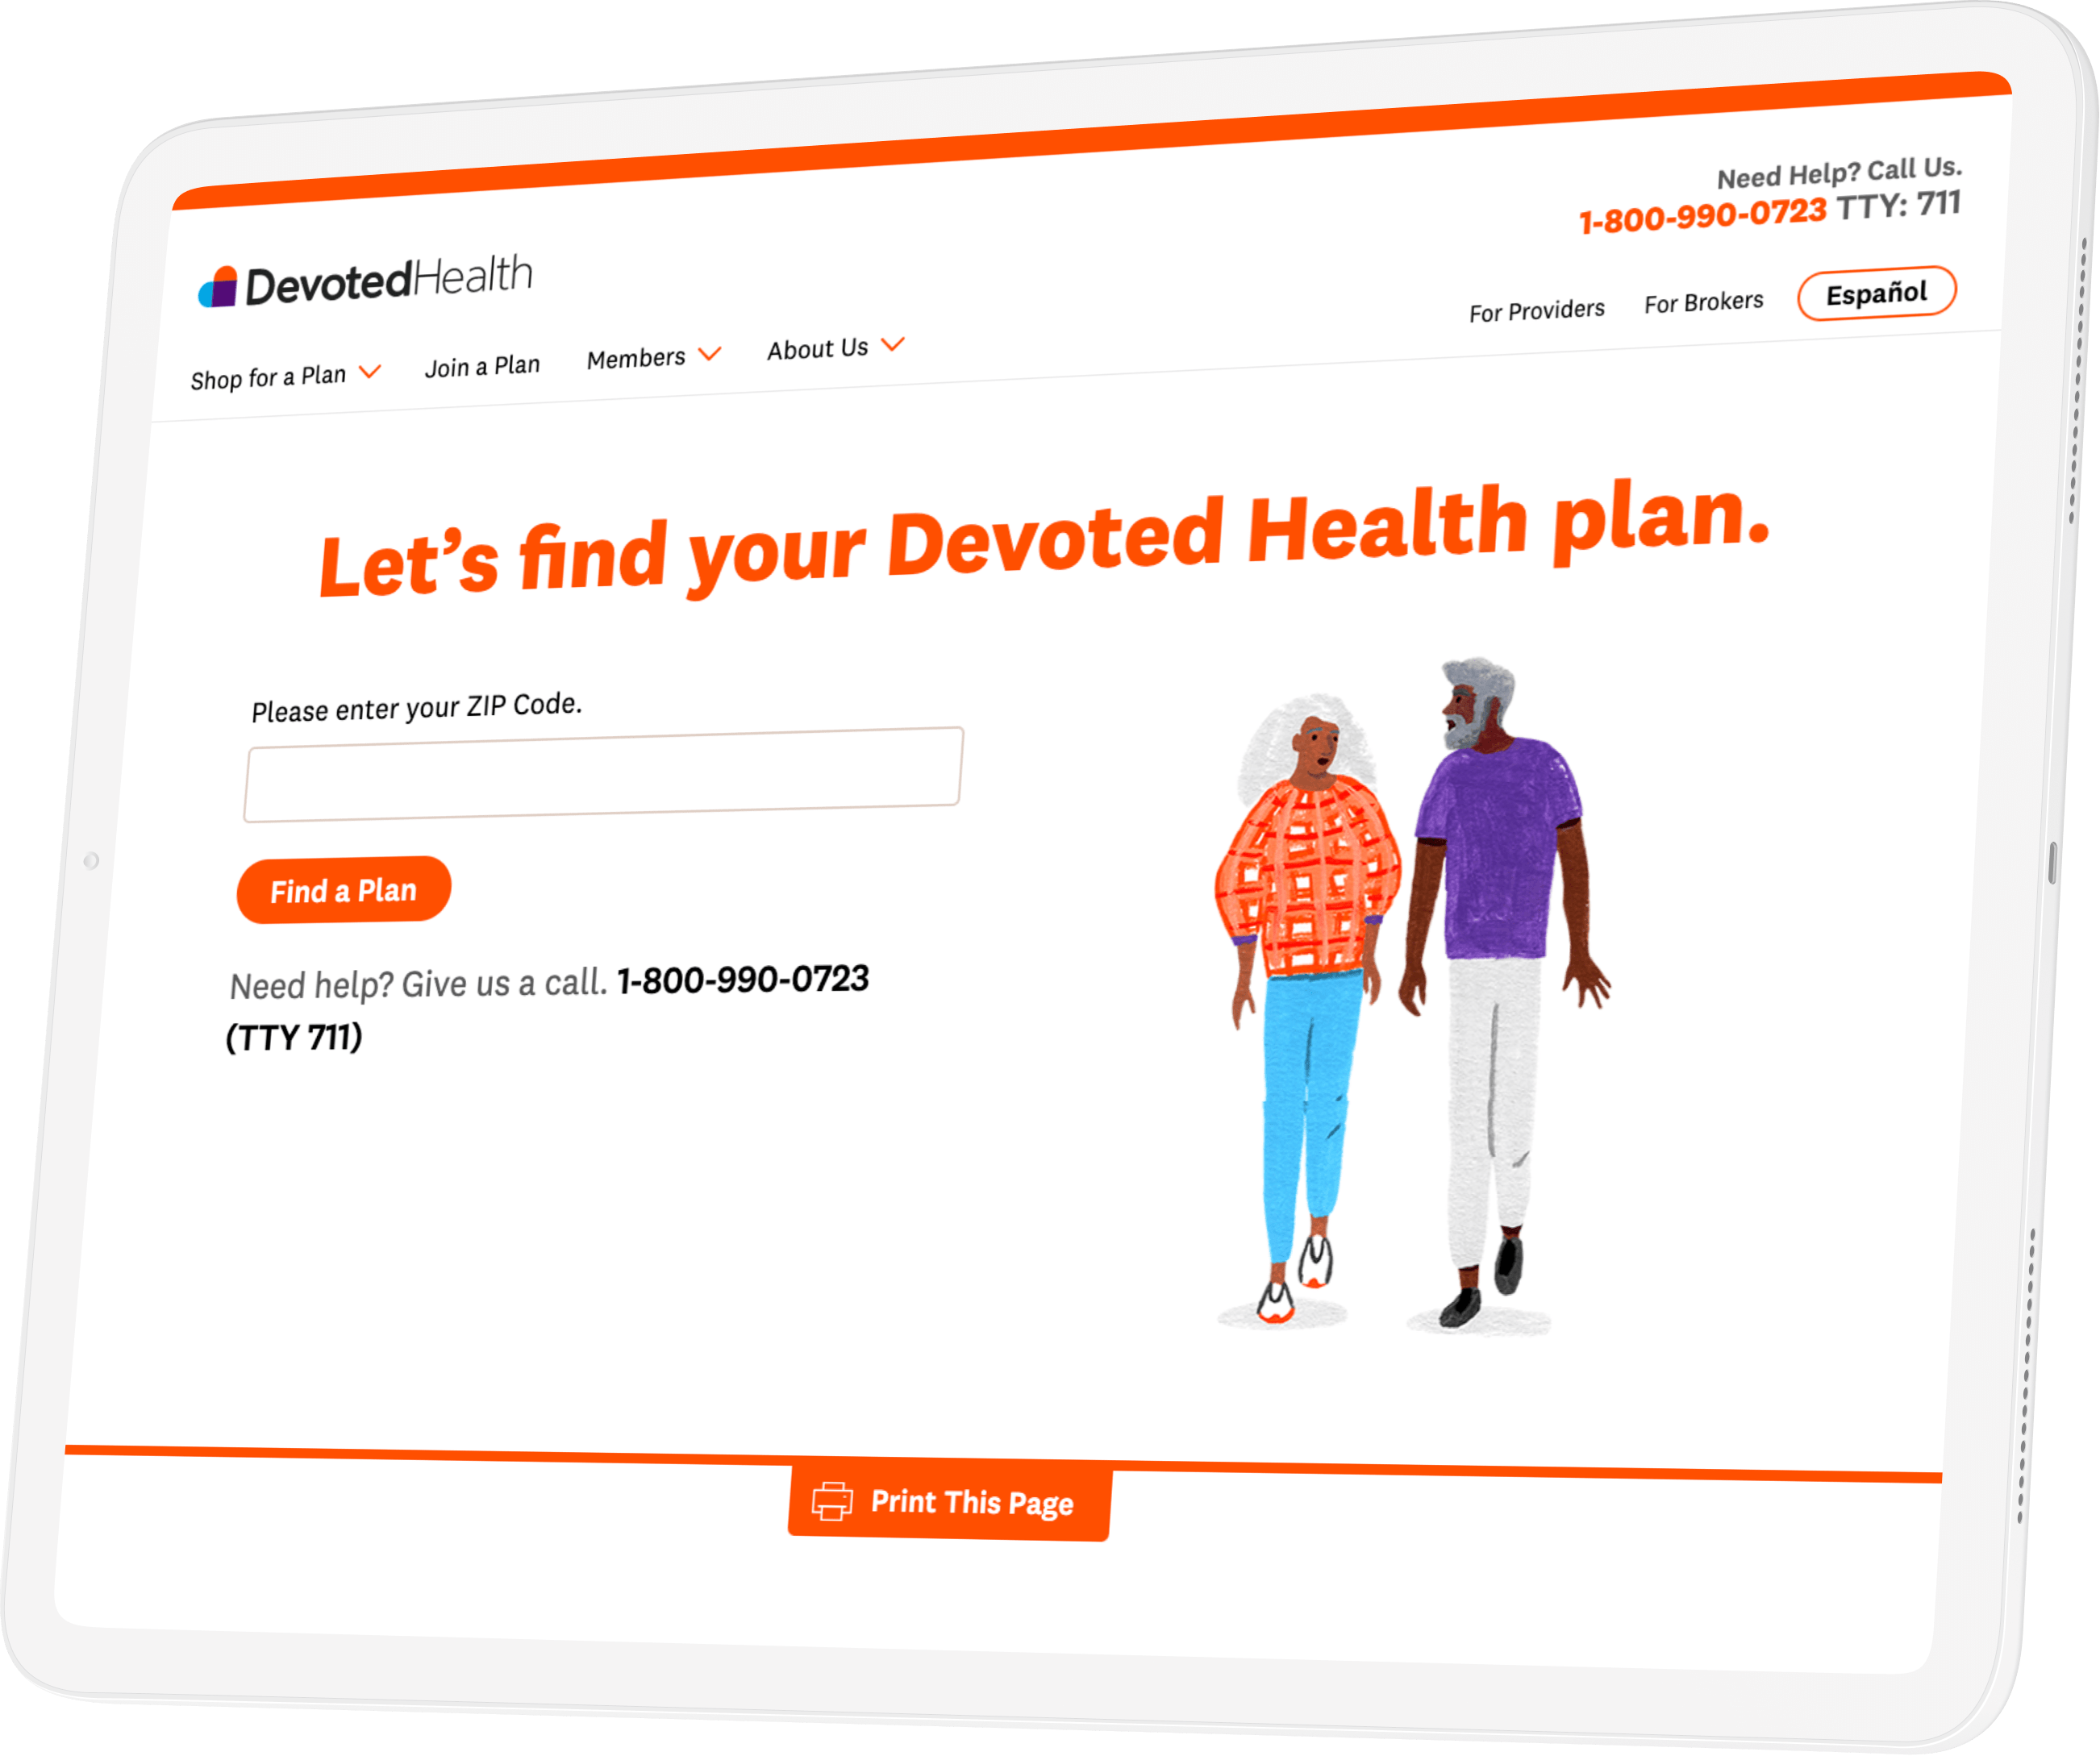 Need Help? Call Us.
1-800-990-0723 TTY: 711
DevotedHealth
For Providers For Brokers Español
Shop for a Plan Join a Plan Members About Us
Let’s find your Devoted Health plan.
Please enter your ZIP Code.
Find a Plan
Need help? Give us a call. 1-800-990-0723
(TTY 711)
Print This Page